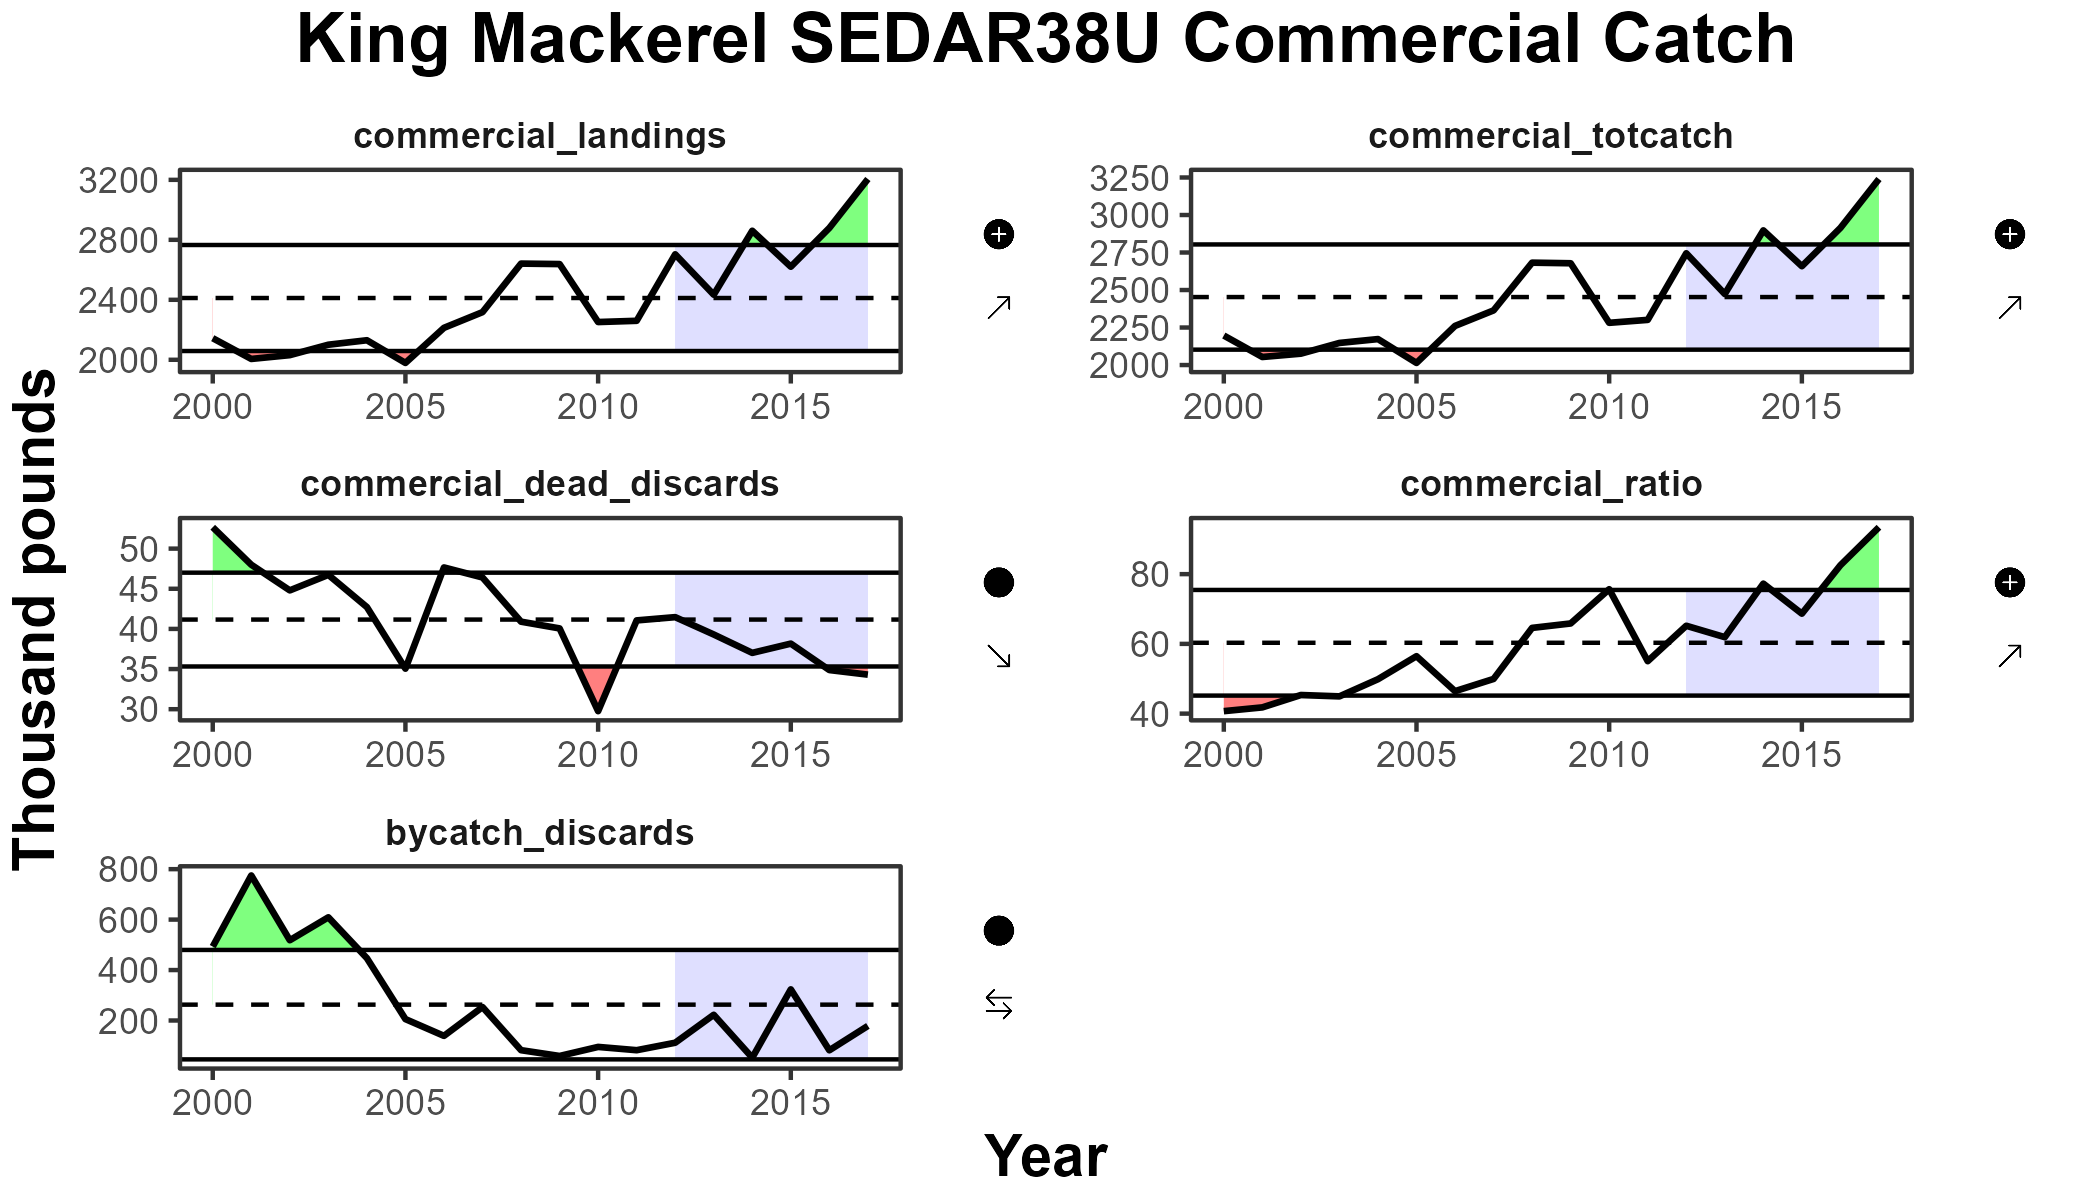 King Mackerel SEDAR38U Commercial Catch
Thousand pounds
commercial_landings
3200
2800
2400
2000
2000 2005 2010 2015
commercial_totcatch
3250
3000
2750
2500
2250
2000
2000 2005 2010 2015
commercial_dead_discards
50
45
40
35
30
2000 2005 2010 2015
commercial_ratio
80
60
40
2000 2005 2010 2015
bycatch_discards
800
600
400
200
2000 2005 2010 2015
Year